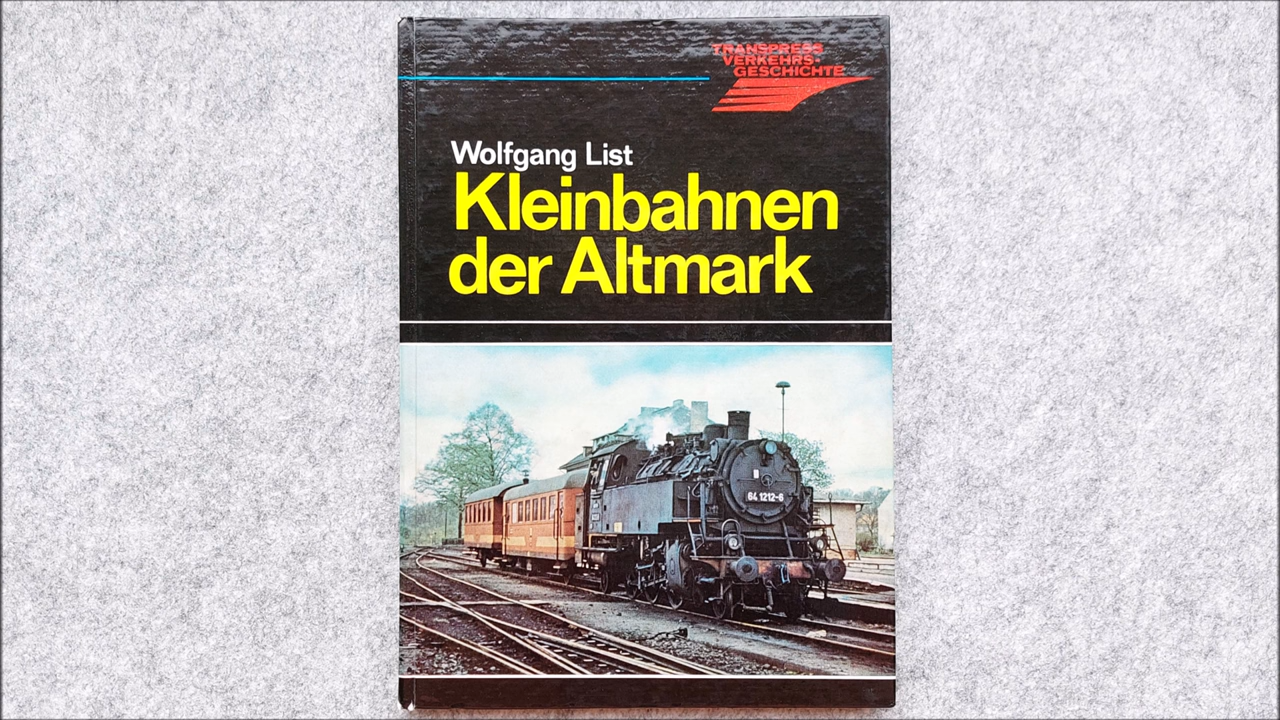 TRANSPRESS
VERKEHRS-
GESCHICHTE
Wolfgang List
Kleinbahnen
der Altmark
64 1212-6